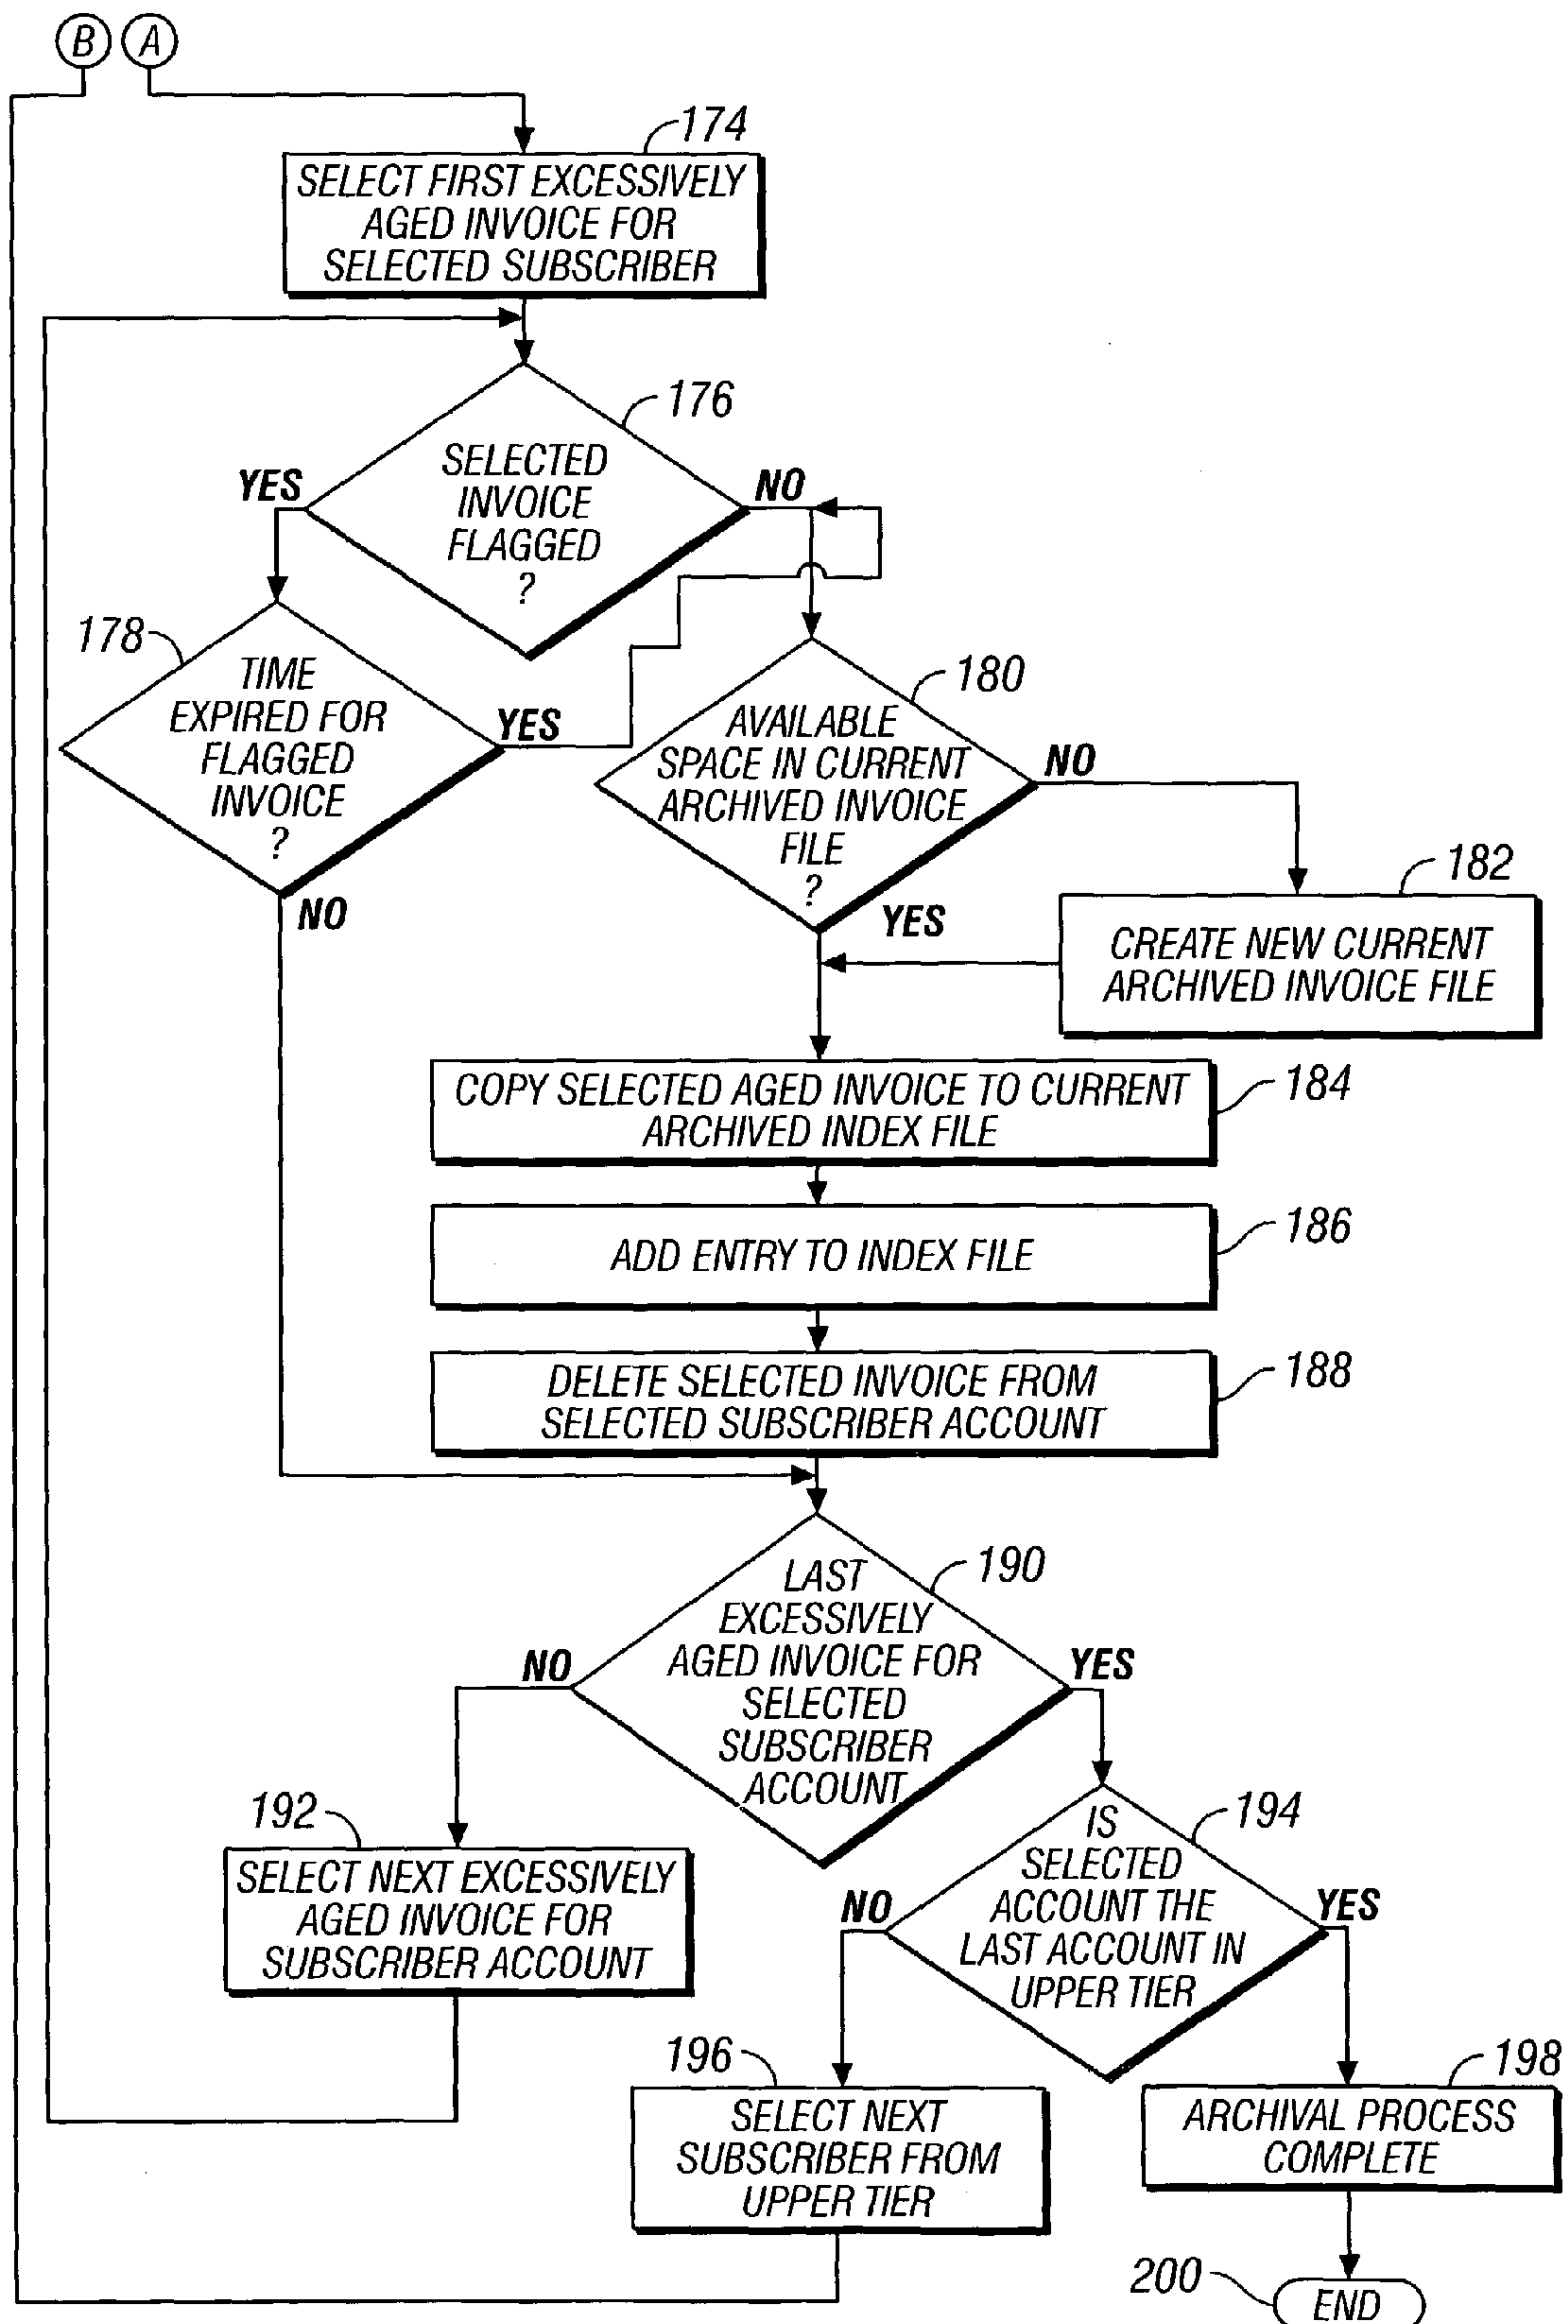 B A
174
SELECT FIRST EXCESSIVELY
AGED INVOICE FOR
SELECTED SUBSCRIBER
176
SELECTED
INVOICE
FLAGGED
?
YES
NO
178
TIME
EXPIRED FOR
FLAGGED
INVOICE
?
YES
NO
180
AVAILABLE
SPACE IN CURRENT
ARCHIVED INVOICE
FILE
?
NO
YES
182
CREATE NEW CURRENT
ARCHIVED INVOICE FILE
COPY SELECTED AGED INVOICE TO CURRENT
ARCHIVED INDEX FILE
184
ADD ENTRY TO INDEX FILE
186
DELETE SELECTED INVOICE FROM
SELECTED SUBSCRIBER ACCOUNT
188
190
LAST
EXCESSIVELY
AGED INVOICE FOR
SELECTED
SUBSCRIBER
ACCOUNT
NO
YES
192
SELECT NEXT EXCESSIVELY
AGED INVOICE FOR
SUBSCRIBER ACCOUNT
194
IS
SELECTED
ACCOUNT THE
LAST ACCOUNT IN
UPPER TIER
NO
YES
196
SELECT NEXT
SUBSCRIBER FROM
UPPER TIER
198
ARCHIVAL PROCESS
COMPLETE
200
END